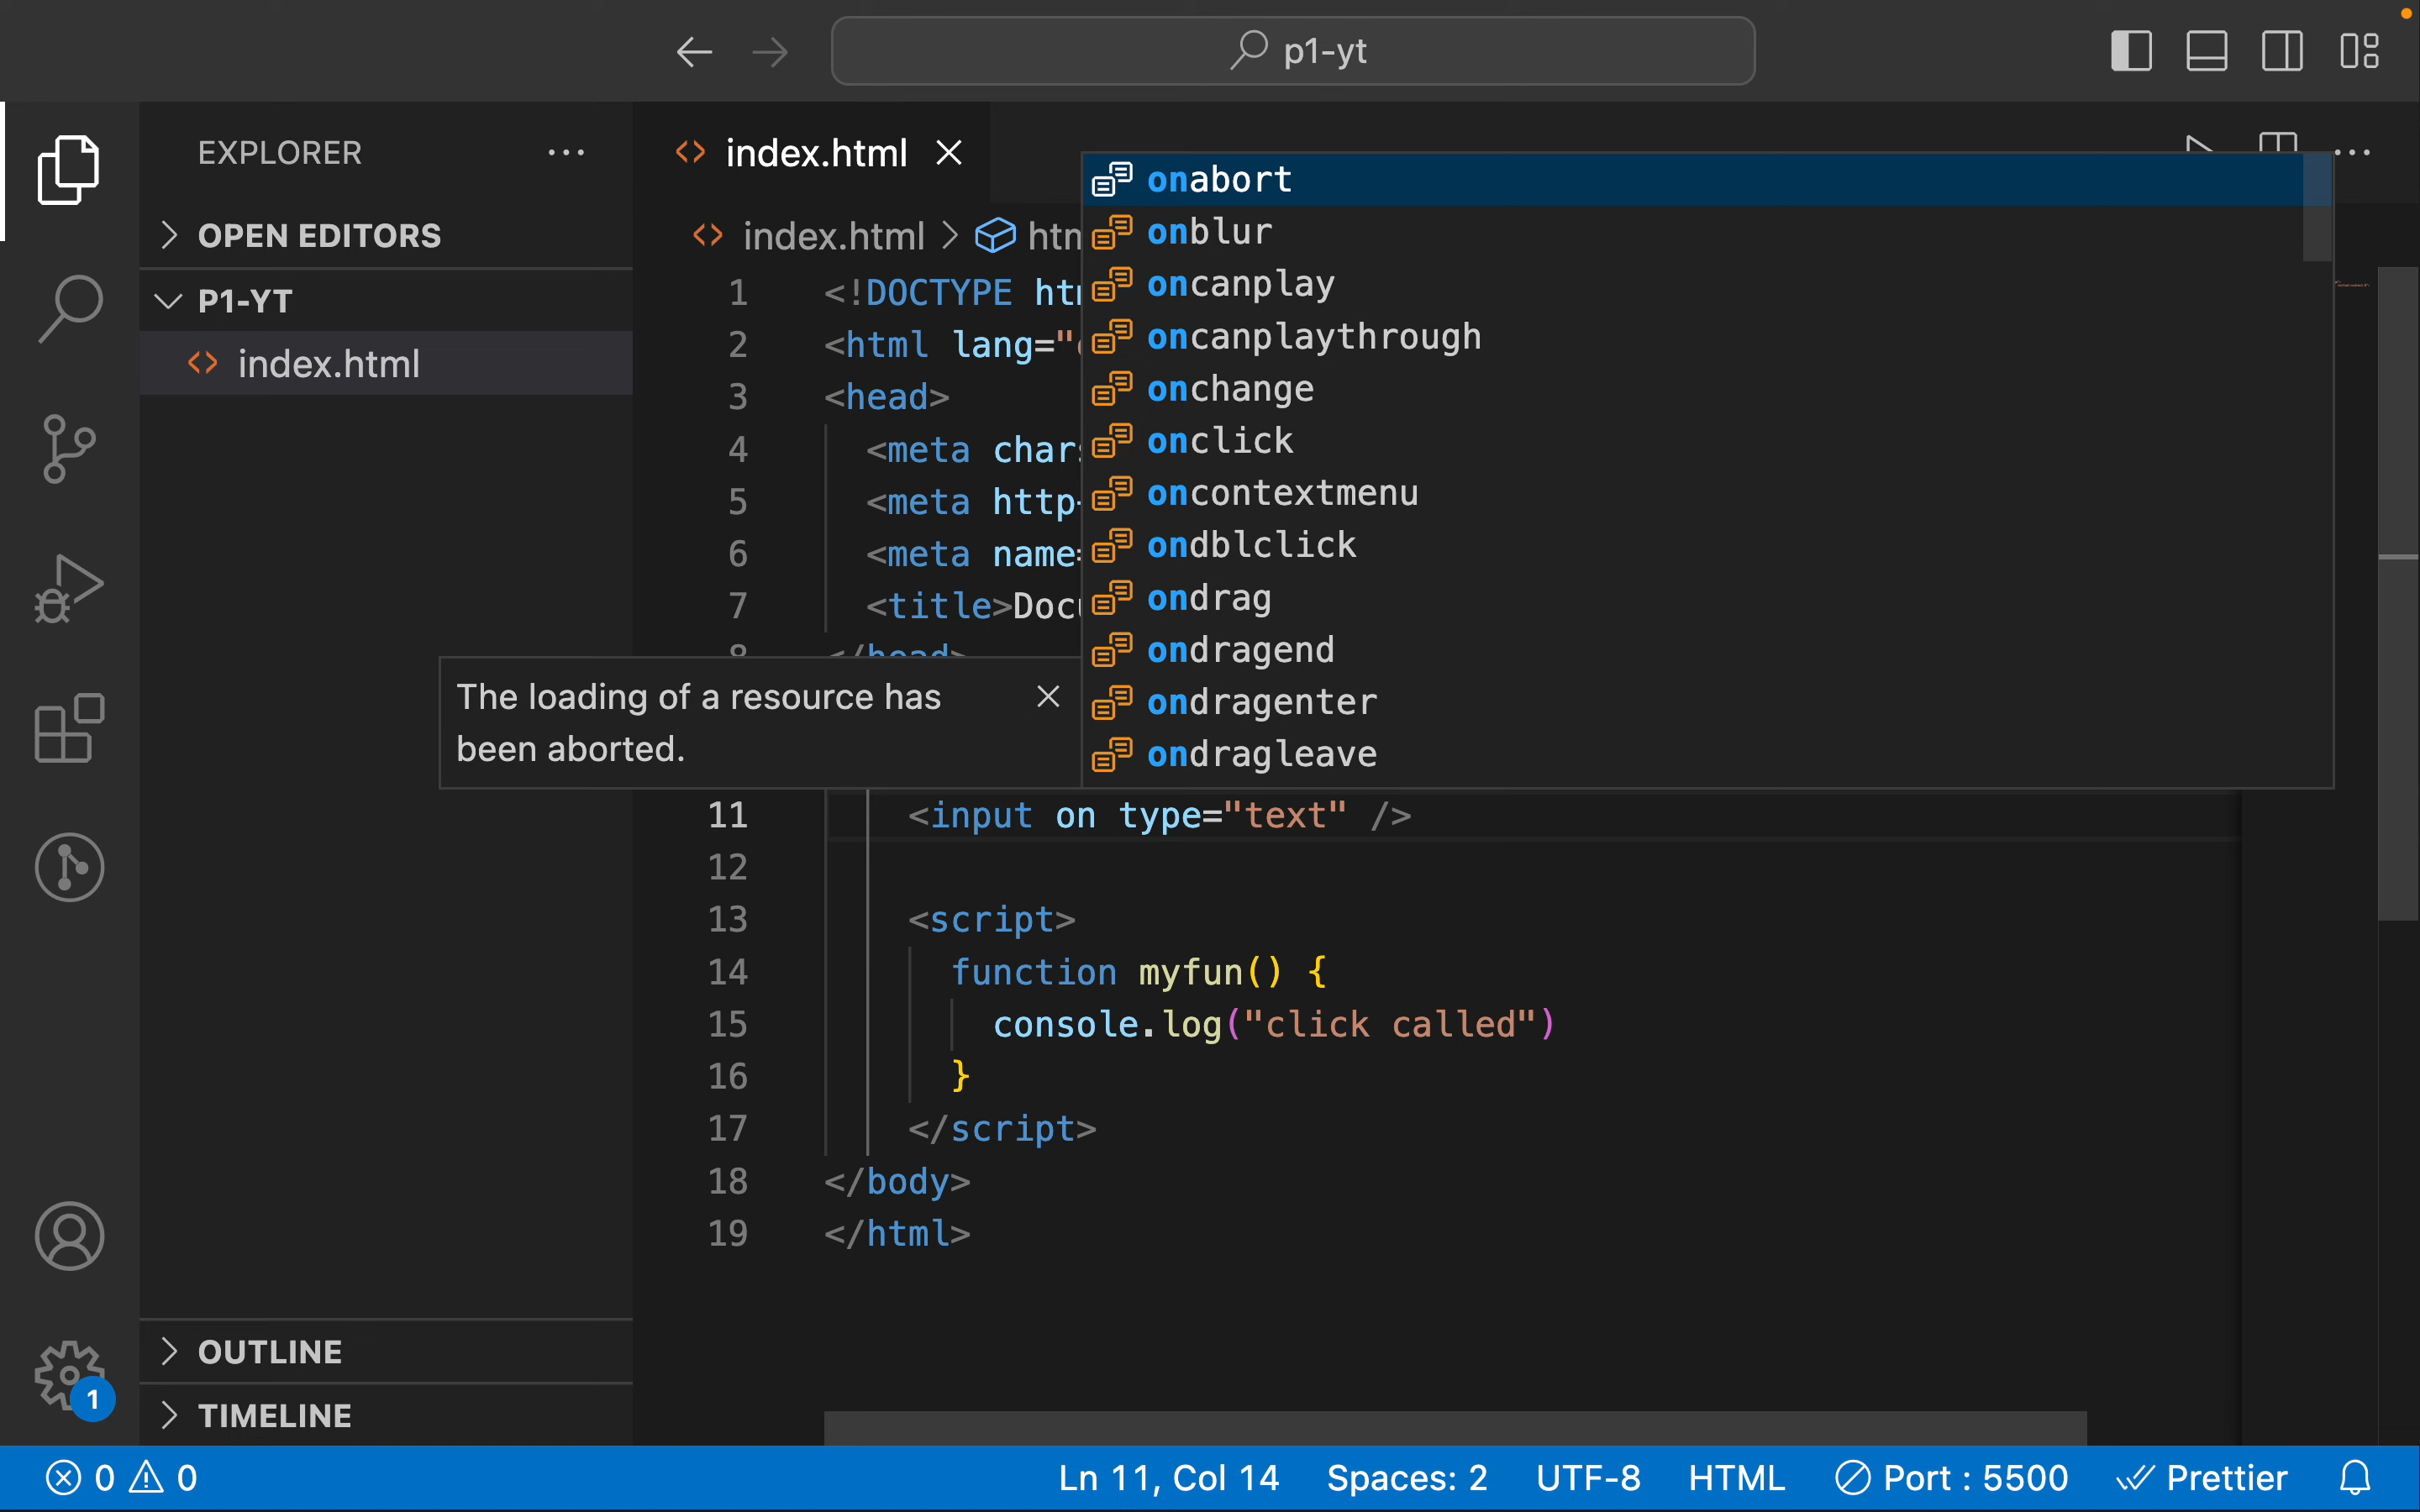 p1-yt
EXPLORER
OPEN EDITORS
P1-YT
index.html
OUTLINE
TIMELINE
1
index.html
index.html
1 <!DOCTYPE
2 <html lang="
3 <head>
4 <meta
5 <meta
6 <meta name=
7 <title>
8 </head>
onabort
onblur
oncanplay
oncanplaythrough
onchange
onclick
oncontextmenu
ondblclick
ondrag
ondragend
ondragenter
ondragleave
The loading of a resource has
been aborted.
11 <input on type="text" />
12
13 <script>
14 function myfun() {
15 console.log("click called")
16 }
17 </script>
18 </body>
19 </html>
0 0 Ln 11, Col 14 Spaces: 2 UTF-8 HTML Port : 5500 Prettier